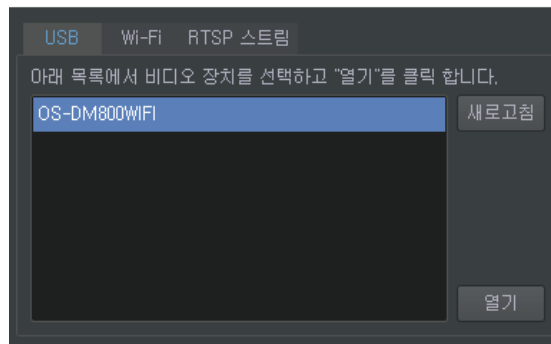 USB Wi-Fi RTSP 스트림
아래 목록에서 비디오 장치를 선택하고 "열기"를 클릭 합니다.
OS-DM800WIFI
새로고침
열기